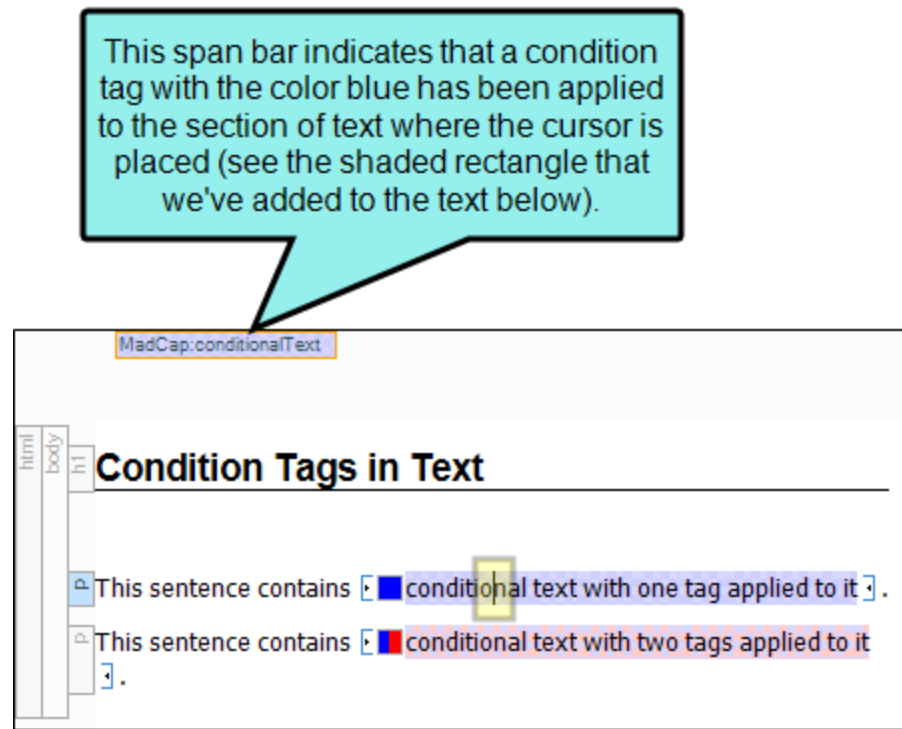 This span bar indicates that a condition
tag with the color blue has been applied
to the section of text where the cursor is
placed (see the shaded rectangle that
we've added to the text below).
MadCap:conditionalText
html
body
h1
Condition Tags in Text
p
This sentence contains conditional text with one tag applied to it .
p
This sentence contains conditional text with two tags applied to it
.